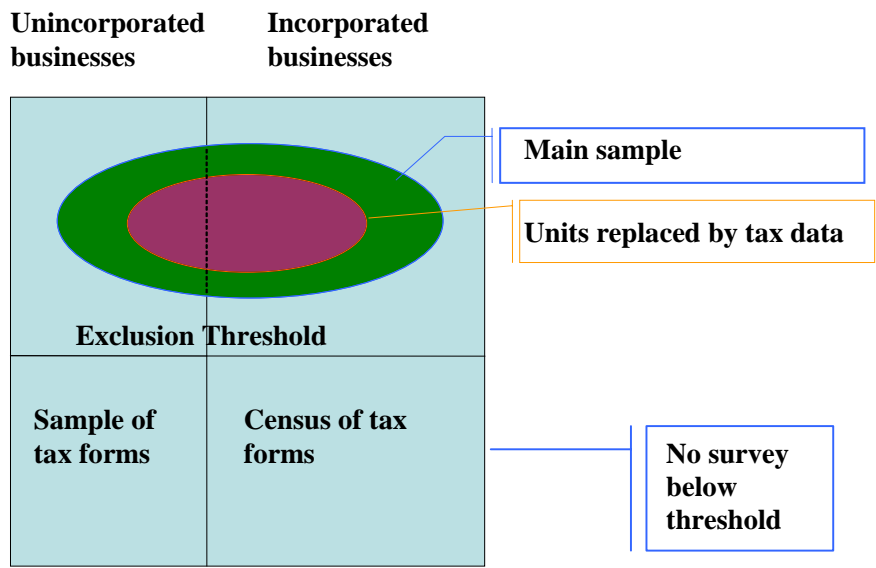 Unincorporated
businesses
Incorporated
businesses
Main sample
Units replaced by tax data
Exclusion Threshold
Sample of
tax forms
Census of tax
forms
No survey
below
threshold